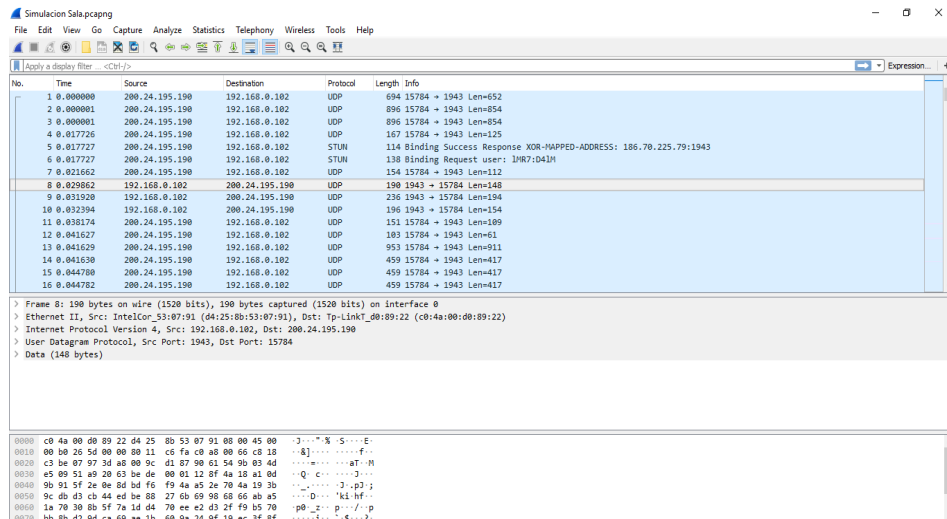 Simulacion Sala.pcapng
File Edit View Go Capture Analyze Statistics Telephony Wireless Tools Help
Apply a display filter ... <Ctrl-/> Expression... +
No. Time Source Destination Protocol Length Info
1 0.000000 200.24.195.190 192.168.0.102 UDP 694 15784 → 1943 Len=652
2 0.000001 200.24.195.190 192.168.0.102 UDP 896 15784 → 1943 Len=854
3 0.000001 200.24.195.190 192.168.0.102 UDP 896 15784 → 1943 Len=854
4 0.017726 200.24.195.190 192.168.0.102 UDP 167 15784 → 1943 Len=125
5 0.017727 200.24.195.190 192.168.0.102 STUN 114 Binding Success Response XOR-MAPPED-ADDRESS: 186.70.225.79:1943
6 0.017727 200.24.195.190 192.168.0.102 STUN 138 Binding Request user: lMR7:D4lM
7 0.021662 200.24.195.190 192.168.0.102 UDP 154 15784 → 1943 Len=112
8 0.029862 192.168.0.102 200.24.195.190 UDP 190 1943 → 15784 Len=148
9 0.031920 192.168.0.102 200.24.195.190 UDP 236 1943 → 15784 Len=194
10 0.032394 192.168.0.102 200.24.195.190 UDP 196 1943 → 15784 Len=154
11 0.038174 200.24.195.190 192.168.0.102 UDP 151 15784 → 1943 Len=109
12 0.041627 200.24.195.190 192.168.0.102 UDP 103 15784 → 1943 Len=61
13 0.041629 200.24.195.190 192.168.0.102 UDP 953 15784 → 1943 Len=911
14 0.041630 200.24.195.190 192.168.0.102 UDP 459 15784 → 1943 Len=417
15 0.044780 200.24.195.190 192.168.0.102 UDP 459 15784 → 1943 Len=417
16 0.044782 200.24.195.190 192.168.0.102 UDP 459 15784 → 1943 Len=417
> Frame 8: 190 bytes on wire (1520 bits), 190 bytes captured (1520 bits) on interface 0
> Ethernet II, Src: IntelCor_53:07:91 (d4:25:8b:53:07:91), Dst: Tp-LinkT_d0:89:22 (c0:4a:00:d0:89:22)
> Internet Protocol Version 4, Src: 192.168.0.102, Dst: 200.24.195.190
> User Datagram Protocol, Src Port: 1943, Dst Port: 15784
> Data (148 bytes)
0000 c0 4a 00 d0 89 22 d4 25 8b 53 07 91 08 00 45 00 ·J···"·% ·S····E·
0010 00 b0 26 5d 00 00 80 11 c6 fa c0 a8 00 66 c8 18 ··&]···· ·····f··
0020 c3 be 07 97 3d a8 00 9c d1 87 90 61 54 9b 03 4d ····=··· ···aT··M
0030 e5 09 51 a9 20 63 be de 00 01 12 8f 4a 18 a1 0d ··Q· c·· ····J···
0040 9b 91 5f 2e 0e 8d bd f6 f9 4a a5 2e 70 4a 19 3b ··_.···· ·J·.pJ·;
0050 9c db d3 cb 44 ed be 88 27 6b 69 98 68 66 ab a5 ····D··· 'ki·hf··
0060 1a 70 30 8b 5f 7a 1d d4 70 ee e2 d3 2f f9 b5 70 ·p0·_z·· p···/··p